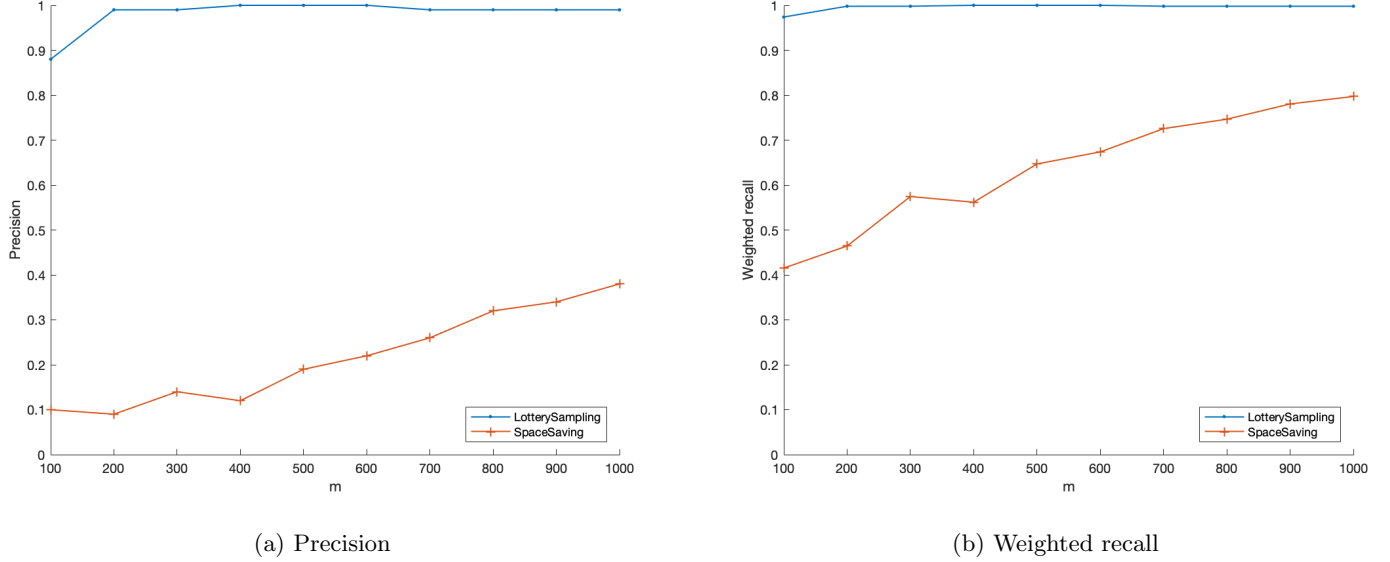 1
0.9
0.8
0.7
0.6
0.5
0.4
0.3
0.2
0.1
0
Precision
100 200 300 400 500 600 700 800 900 1000
m
LotterySampling
SpaceSaving
(a) Precision
1
0.9
0.8
0.7
0.6
0.5
0.4
0.3
0.2
0.1
0
Weighted recall
100 200 300 400 500 600 700 800 900 1000
m
LotterySampling
SpaceSaving
(b) Weighted recall